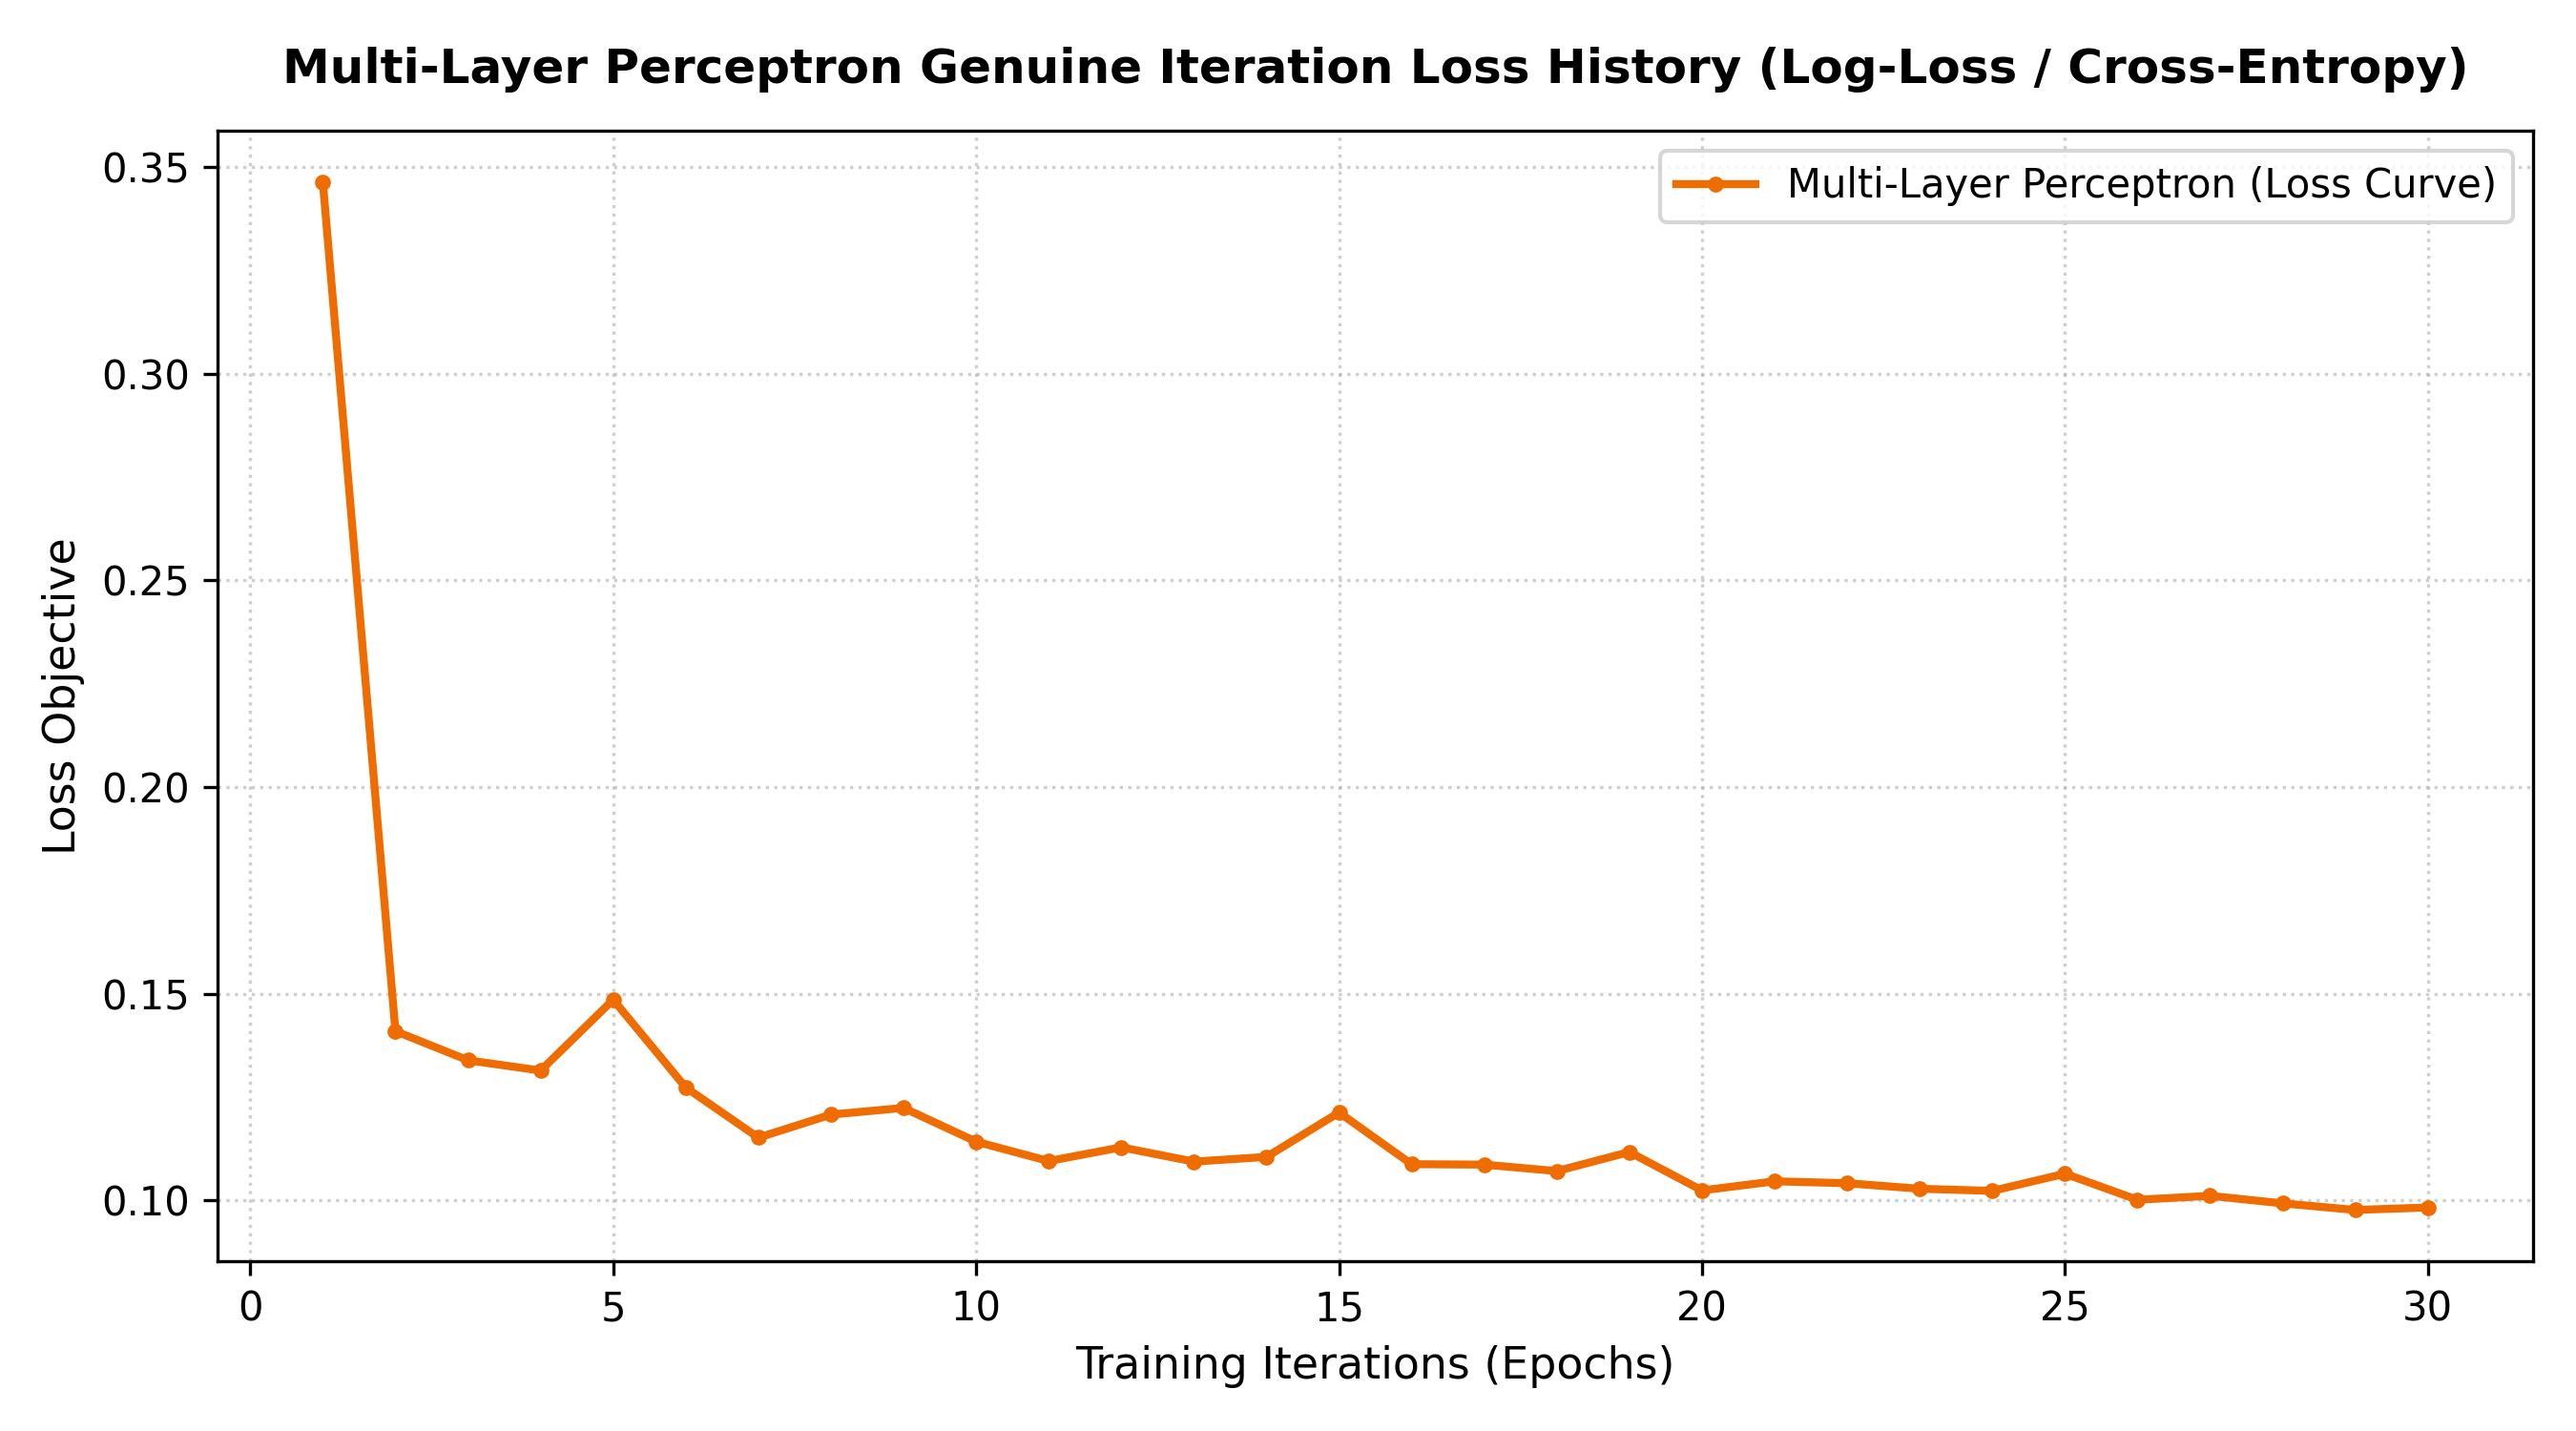 Multi-Layer Perceptron Genuine Iteration Loss History (Log-Loss / Cross-Entropy)
Multi-Layer Perceptron (Loss Curve)
Loss Objective
0.35
0.30
0.25
0.20
0.15
0.10
0 5 10 15 20 25 30
Training Iterations (Epochs)